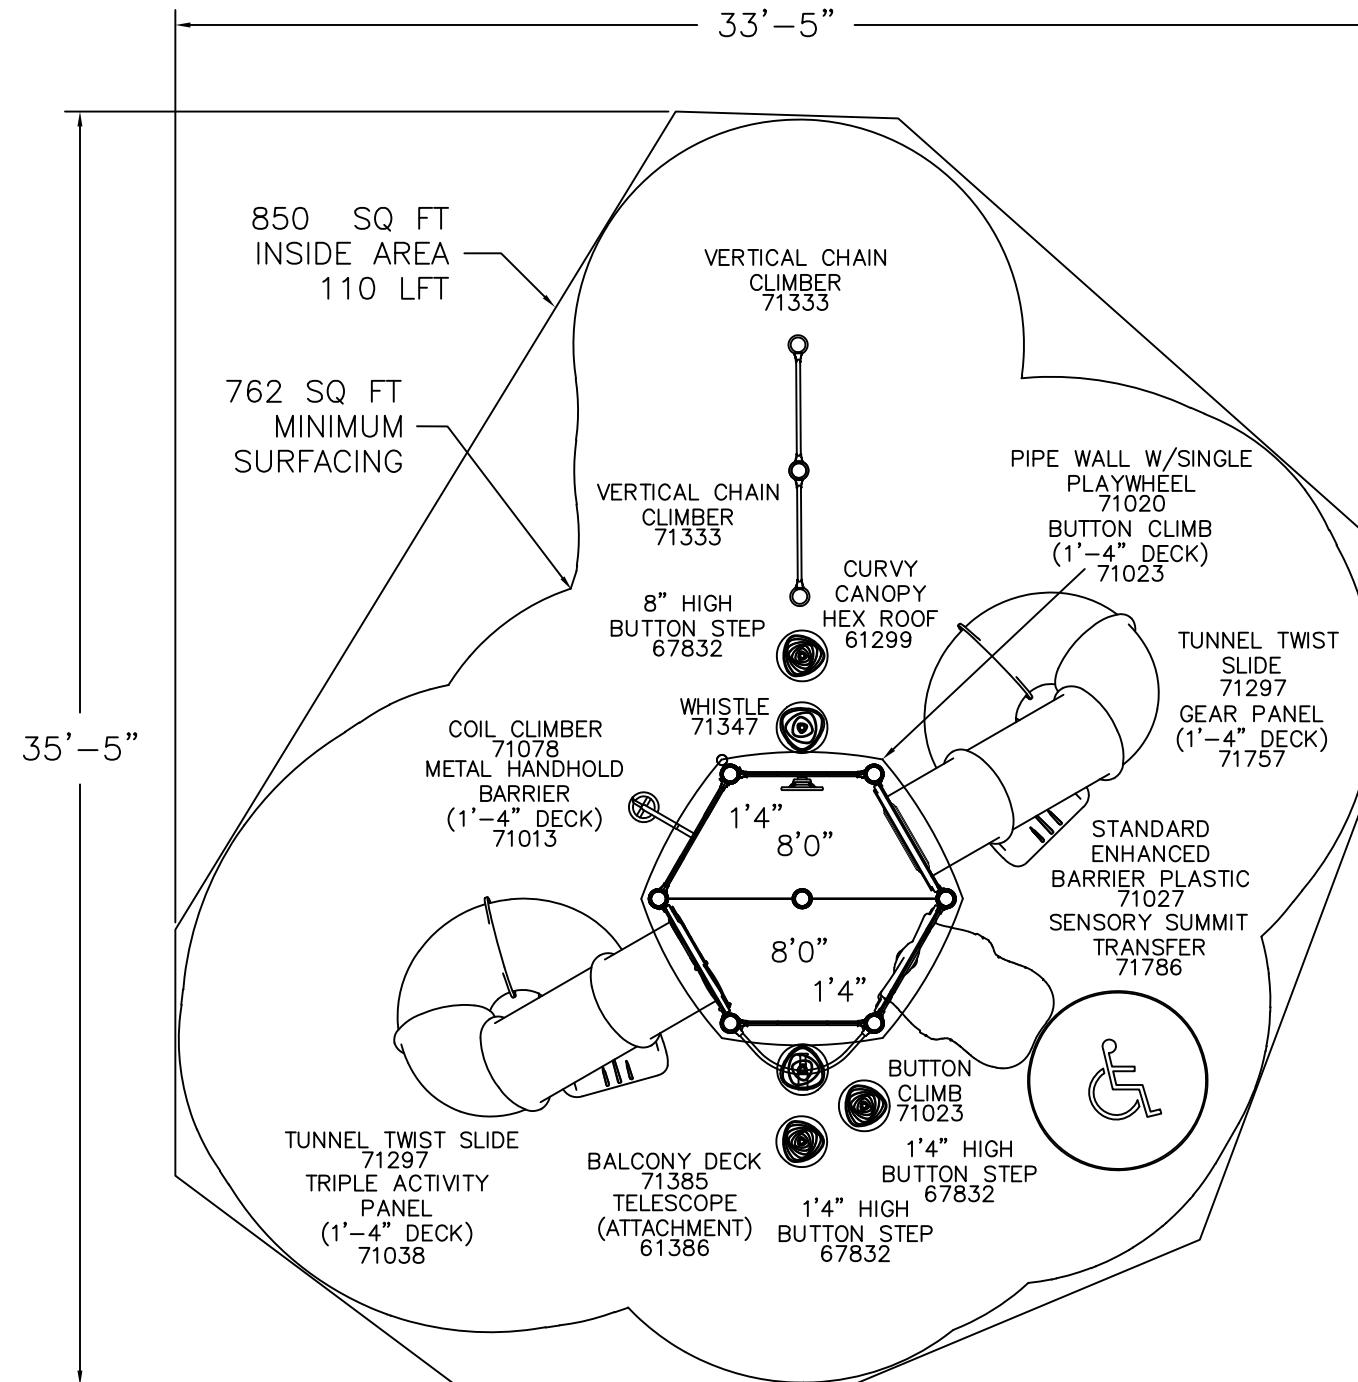 33'-5"
850 SQ FT
INSIDE AREA
110 LFT
VERTICAL CHAIN
CLIMBER
71333
762 SQ FT
MINIMUM
SURFACING
PIPE WALL W/SINGLE
PLAYWHEEL
71020
BUTTON CLIMB
(1'-4" DECK)
71023
VERTICAL CHAIN
CLIMBER
71333
CURVY
CANOPY
HEX ROOF
61299
8" HIGH
BUTTON STEP
67832
TUNNEL TWIST
SLIDE
71297
GEAR PANEL
(1'-4" DECK)
71757
WHISTLE
71347
35'-5"
COIL CLIMBER
71078
METAL HANDHOLD
BARRIER
(1'-4" DECK)
71013
1'4"
8'0"
STANDARD
ENHANCED
BARRIER PLASTIC
71027
SENSORY SUMMIT
TRANSFER
71786
8'0"
1'4"
BUTTON
CLIMB
71023
TUNNEL TWIST SLIDE
71297
TRIPLE ACTIVITY
PANEL
(1'-4" DECK)
71038
BALCONY DECK
71385
TELESCOPE
(ATTACHMENT)
61386
1'4" HIGH
BUTTON STEP
67832
1'4" HIGH
BUTTON STEP
67832